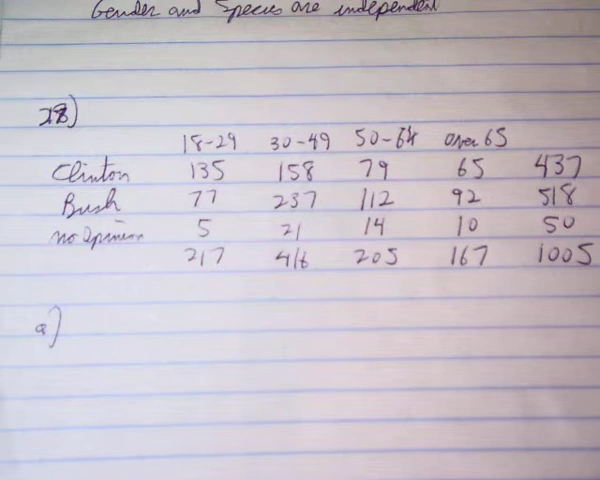 Gender and Species are independent
28)
18-29 30-49 50-64 over 65
Clinton 135 158 79 65 437
Bush 77 237 112 92 518
no opinion 5 21 14 10 50
217 416 205 167 1005
a)